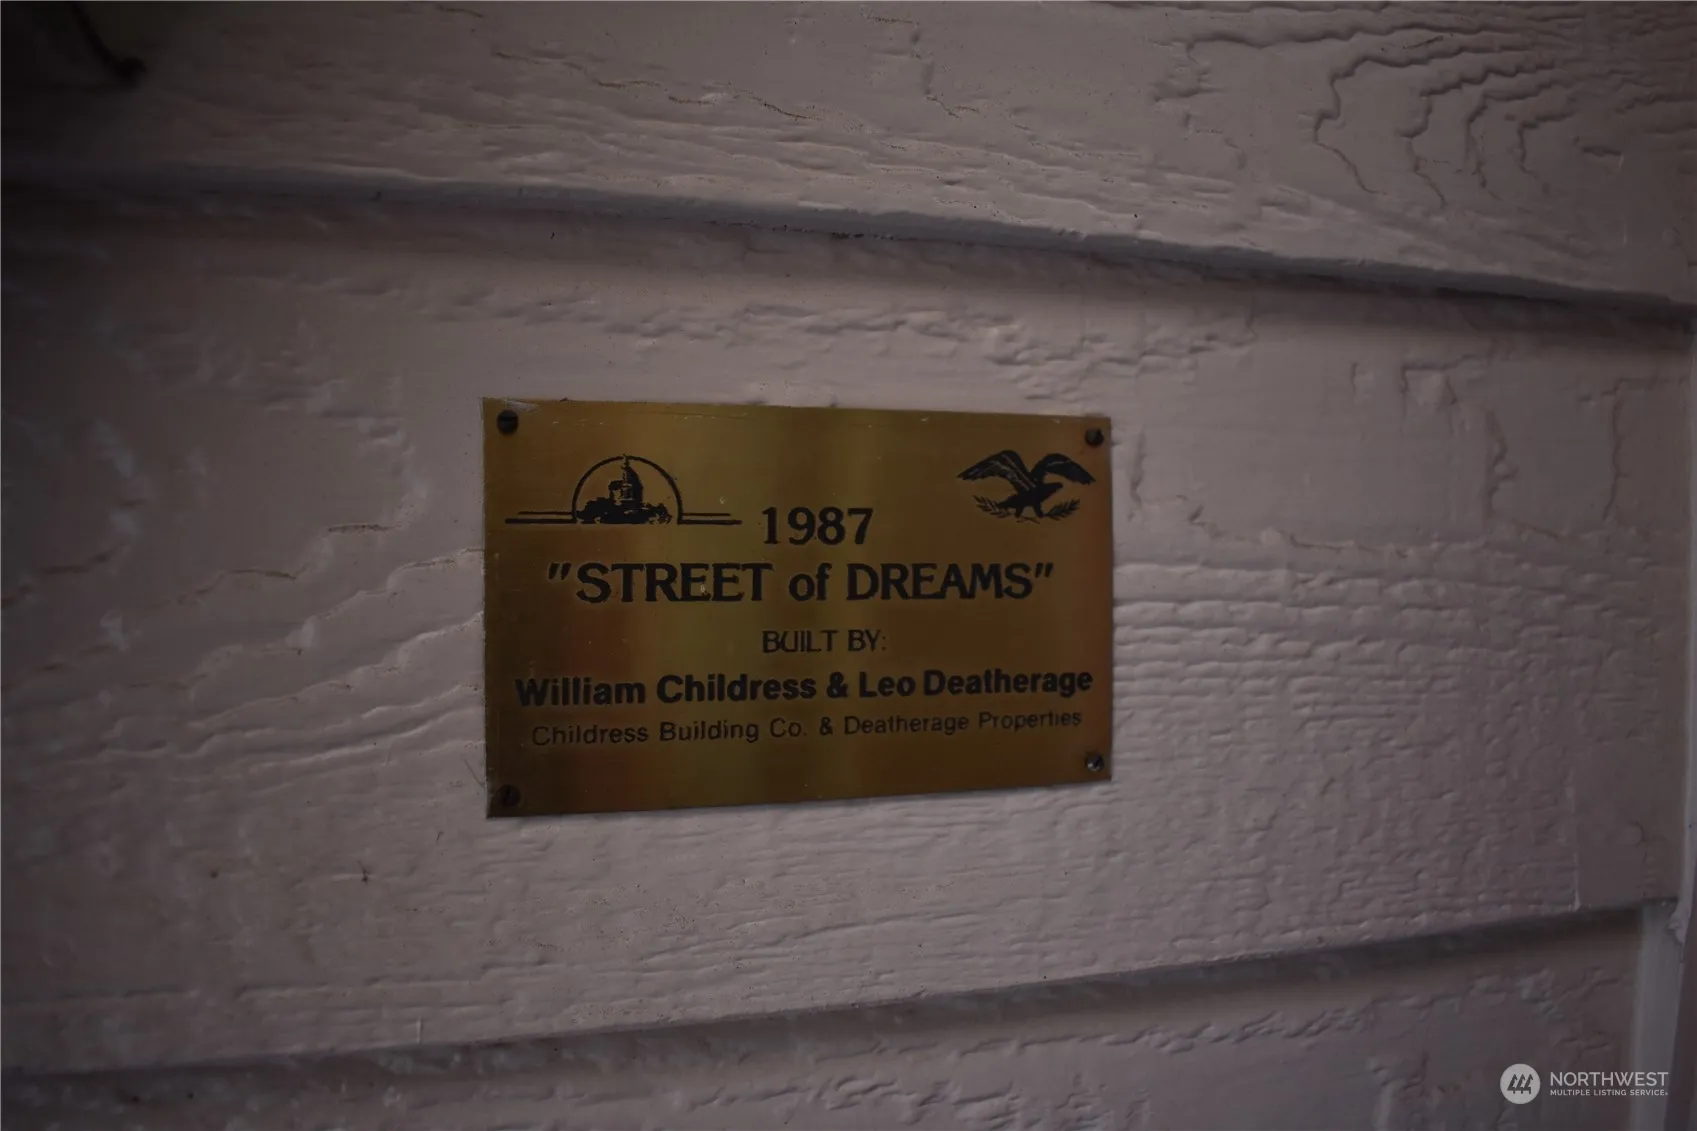 1987
"STREET of DREAMS"
BUILT BY:
William Childress & Leo Deatherage
Childress Building Co. & Deatherage Properties
NORTHWEST
MULTIPLE LISTING SERVICE.